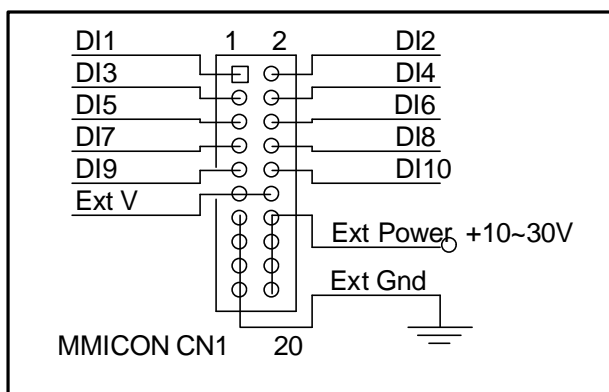 DI1 1 2 DI2
DI3 DI4
DI5 DI6
DI7 DI8
DI9 DI10
Ext V
Ext Power +10~30V
Ext Gnd
MMICON CN1 20